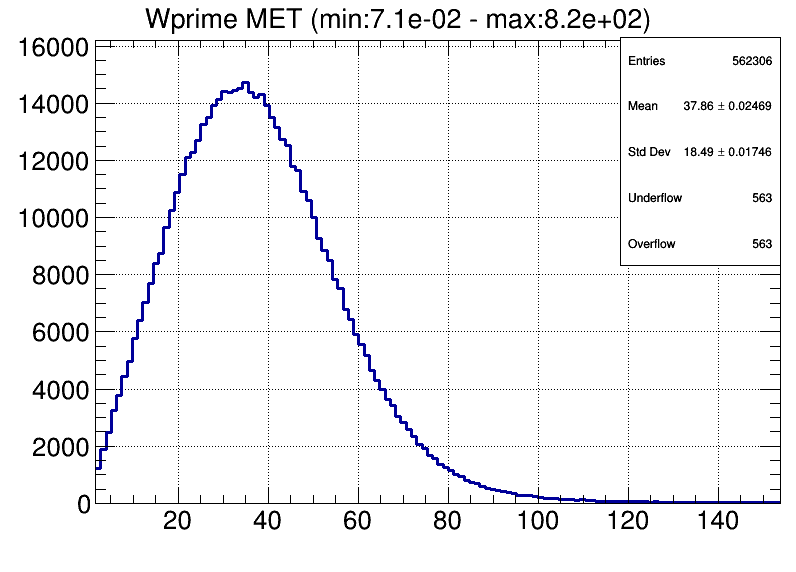 Wprime MET (min:7.1e-02 - max:8.2e+02)
16000
14000
12000
10000
8000
6000
4000
2000
0
20 40 60 80 100 120 140
Entries 562306
Mean 37.86 ± 0.02469
Std Dev 18.49 ± 0.01746
Underflow 563
Overflow 563